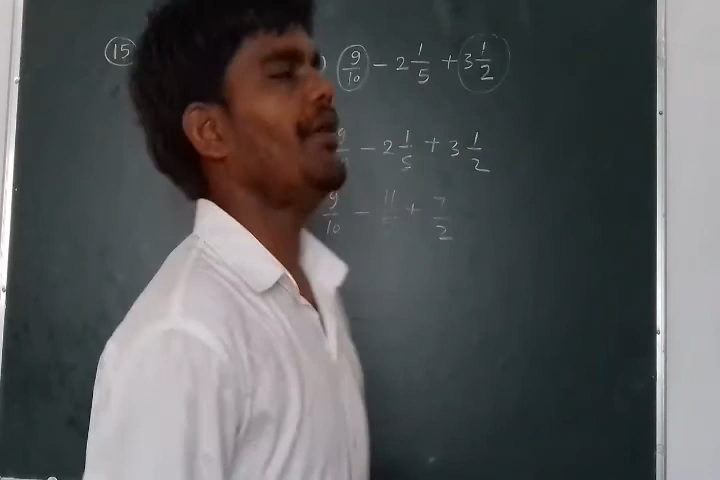 (15) ) 9/10 - 2 1/5 + 3 1/2
9/ - 2 1/5 + 3 1/2
9/10 - 11/ + 7/2